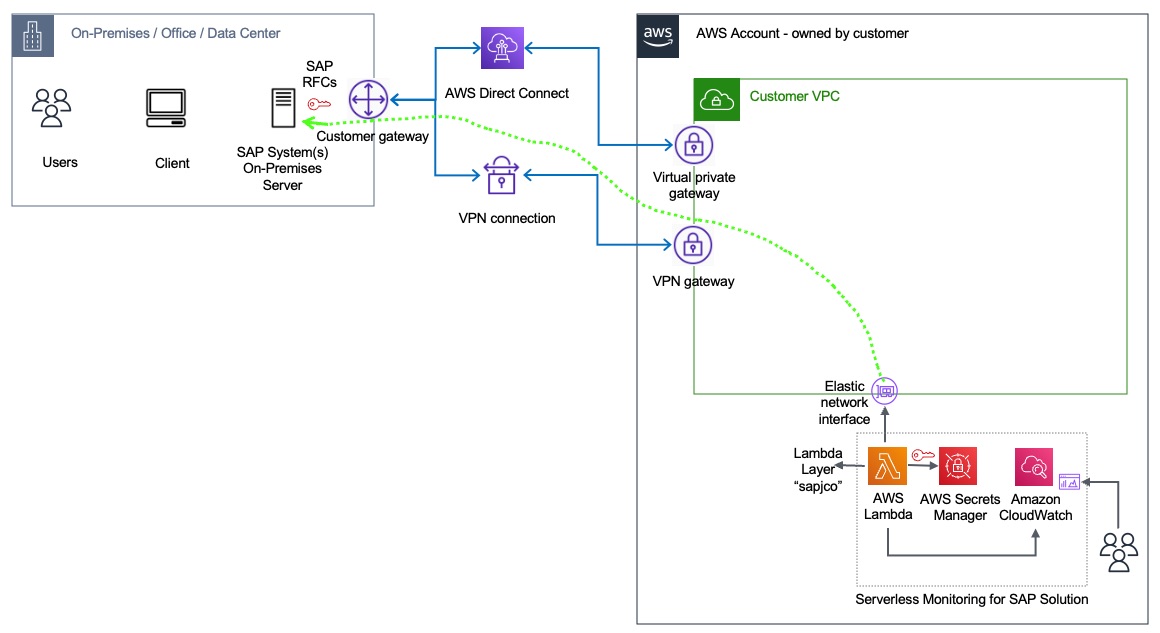 On-Premises / Office / Data Center
SAP
RFCs
Users
Client
SAP System(s)
On-Premises
Server
Customer gateway
AWS Direct Connect
VPN connection
aws
AWS Account - owned by customer
Customer VPC
Virtual private
gateway
VPN gateway
Elastic
network
interface
Lambda
Layer
“sapjco”
AWS
Lambda
AWS Secrets
Manager
Amazon
CloudWatch
Serverless Monitoring for SAP Solution